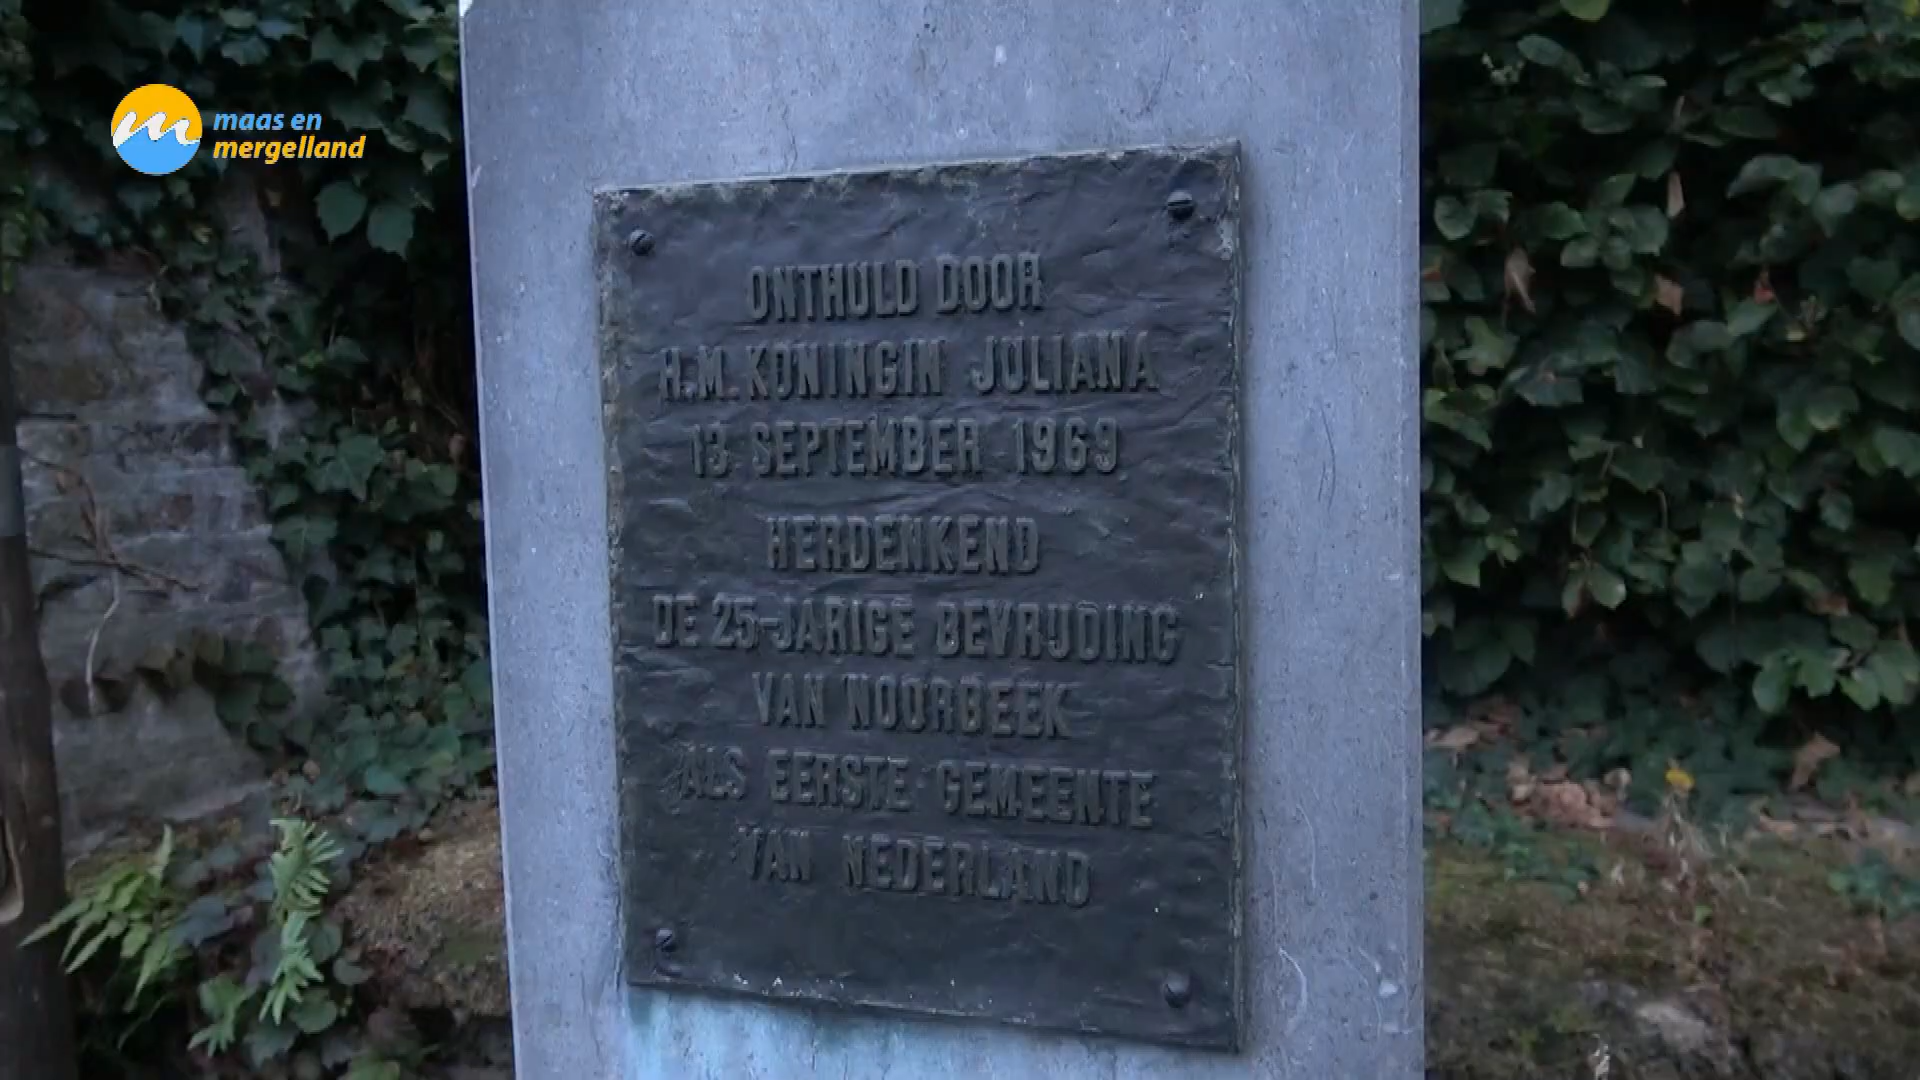 maas en
mergelland
ONTHULD DOOR
H.M. KONINGIN JULIANA
13 SEPTEMBER 1969
HERDENKEND
DE 25-JARIGE BEVRIJDING
VAN NOORBEEK
ALS EERSTE GEMEENTE
VAN NEDERLAND